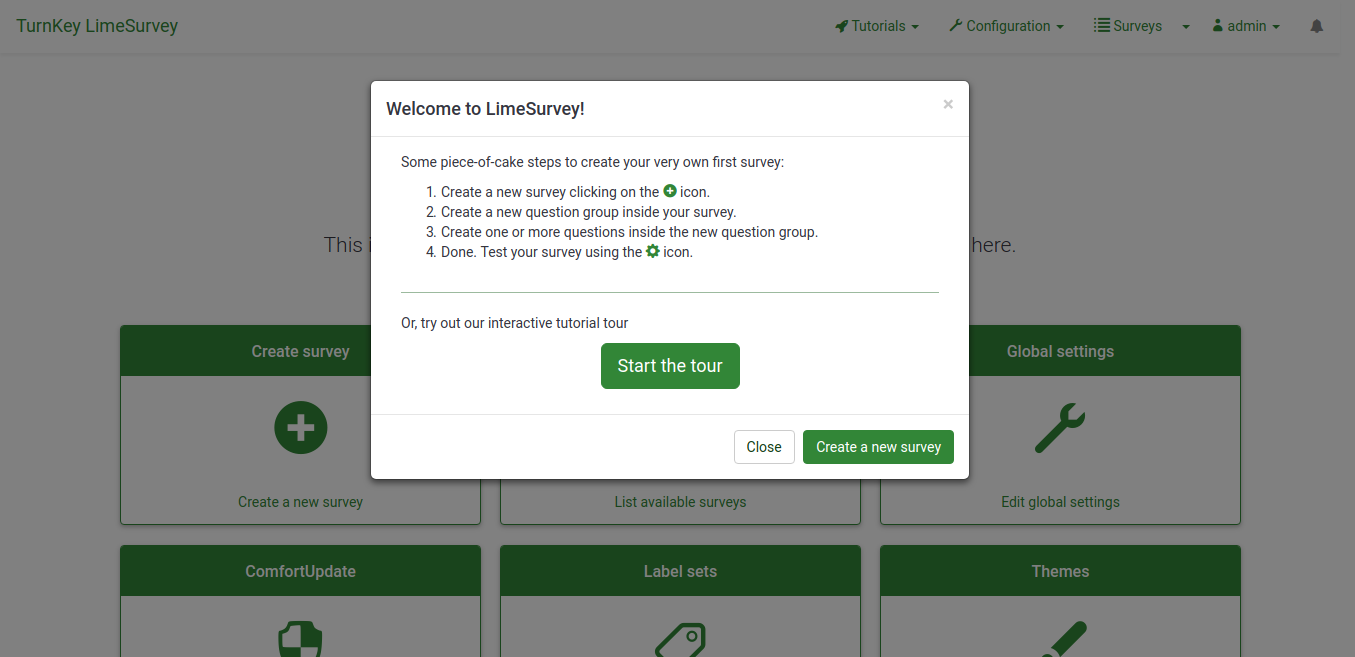 TurnKey LimeSurvey
Tutorials
Configuration
Surveys
admin
Welcome to LimeSurvey!
×
Some piece-of-cake steps to create your very own first survey:
1. Create a new survey clicking on the icon.
2. Create a new question group inside your survey.
3. Create one or more questions inside the new question group.
4. Done. Test your survey using the icon.
This
here.
Or, try out our interactive tutorial tour
Start the tour
Close
Create a new survey
Create survey
Global settings
Create a new survey
List available surveys
Edit global settings
ComfortUpdate
Label sets
Themes